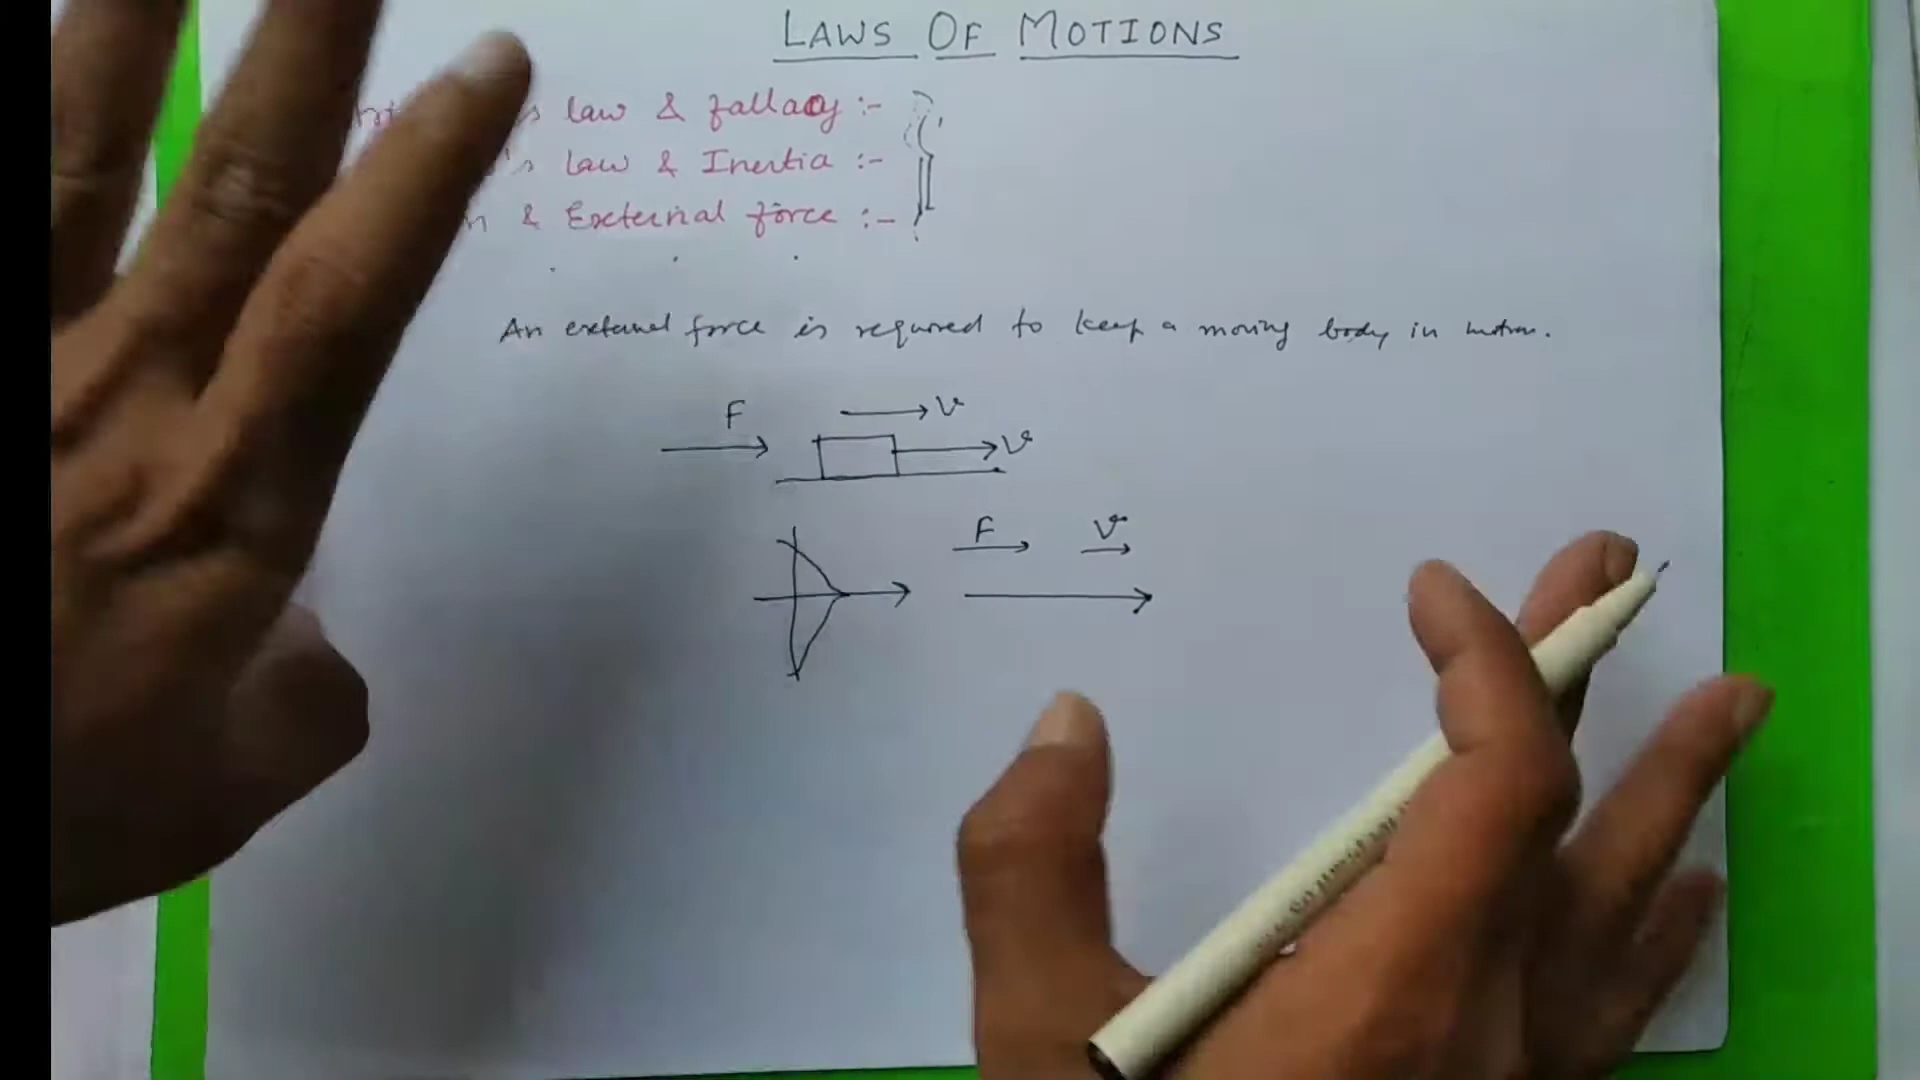 LAWS OF MOTIONS
law & fallacy :-
's law & Inertia :-
n & External force :-
An external force is required to keep a moving body in motion.
F v
v
F v